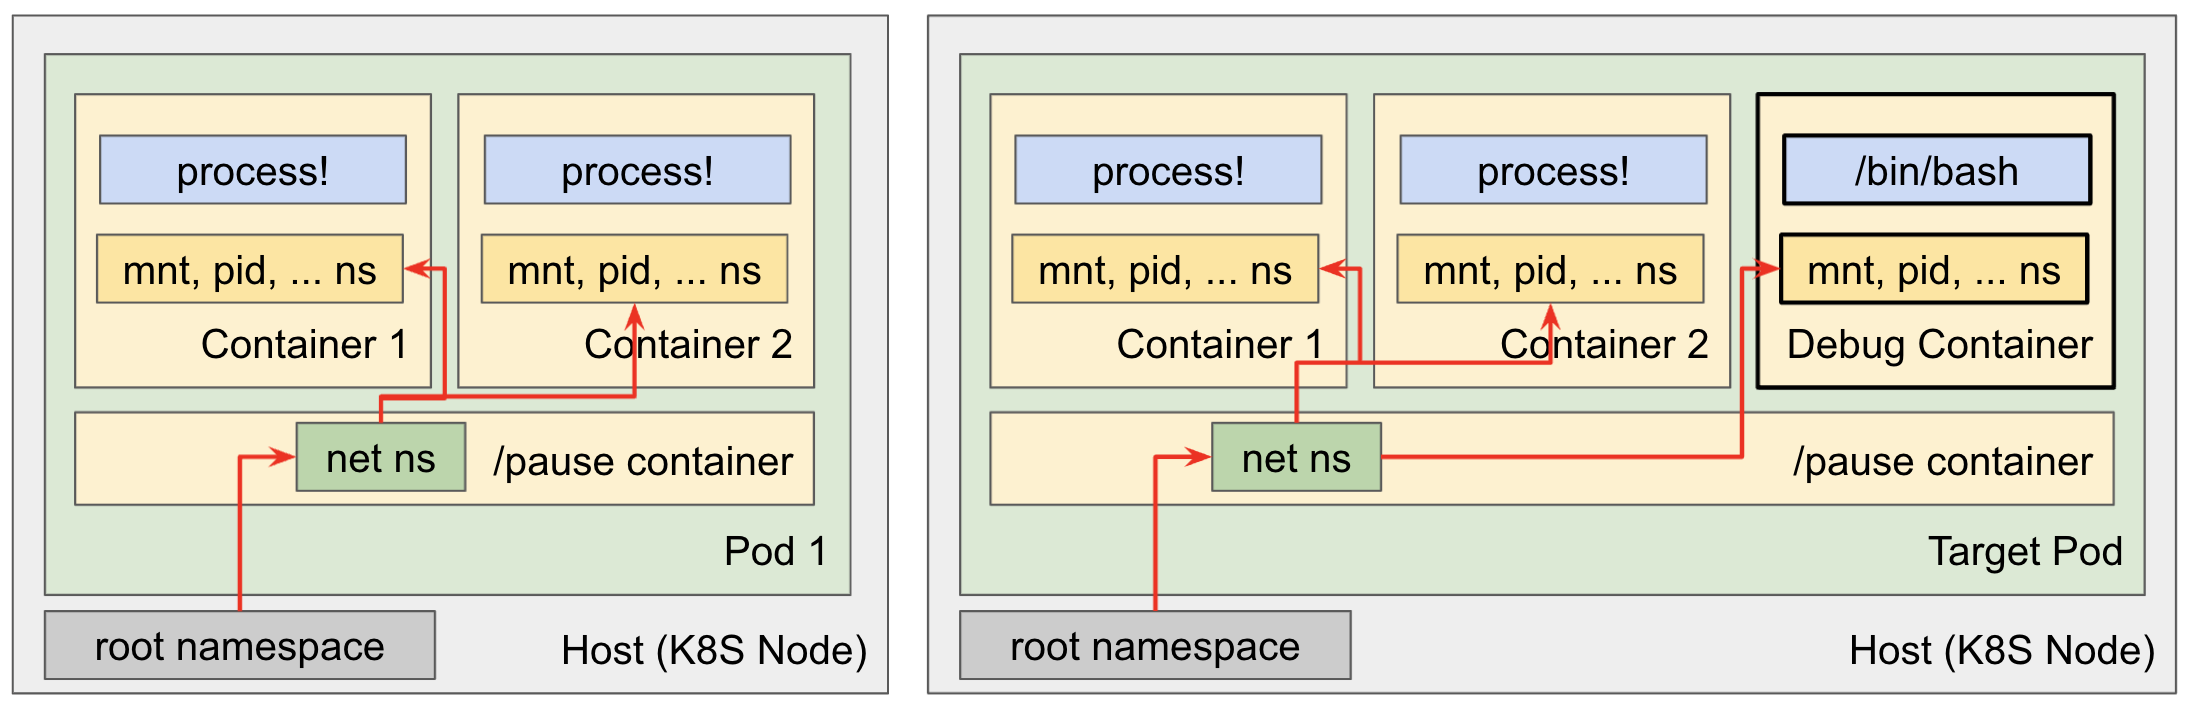 process!
process!
mnt, pid, ... ns
mnt, pid, ... ns
Container 1
Container 2
net ns
/pause container
Pod 1
root namespace
Host (K8S Node)
process!
process!
/bin/bash
mnt, pid, ... ns
mnt, pid, ... ns
mnt, pid, ... ns
Container 1
Container 2
Debug Container
net ns
/pause container
Target Pod
root namespace
Host (K8S Node)